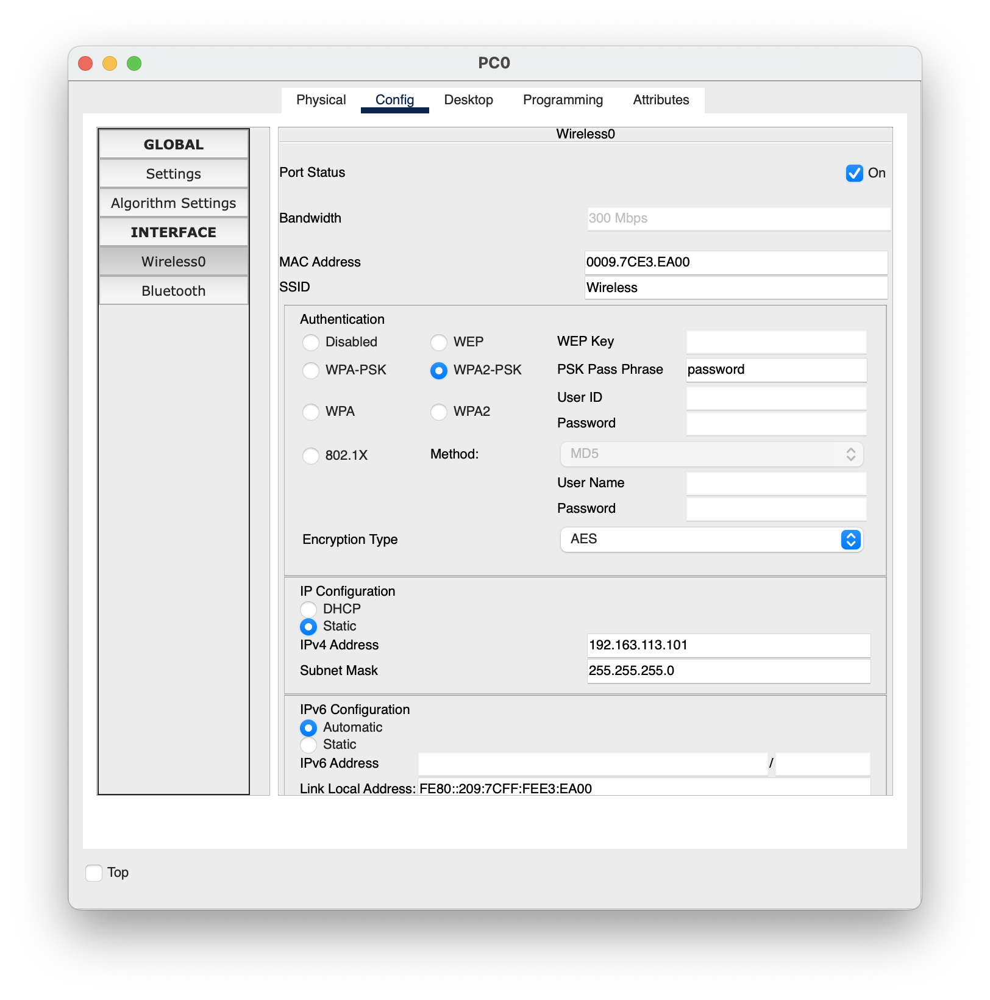 PC0
Physical Config Desktop Programming Attributes
GLOBAL
Settings
Algorithm Settings
INTERFACE
Wireless0
Bluetooth
Wireless0
Port Status On
Bandwidth 300 Mbps
MAC Address 0009.7CE3.EA00
SSID Wireless
Authentication
Disabled WEP WEP Key
WPA-PSK WPA2-PSK PSK Pass Phrase password
User ID
WPA WPA2
Password
802.1X Method: MD5
User Name
Password
Encryption Type AES
IP Configuration
DHCP
Static
IPv4 Address 192.163.113.101
Subnet Mask 255.255.255.0
IPv6 Configuration
Automatic
Static
IPv6 Address /
Link Local Address: FE80::209:7CFF:FEE3:EA00
Top